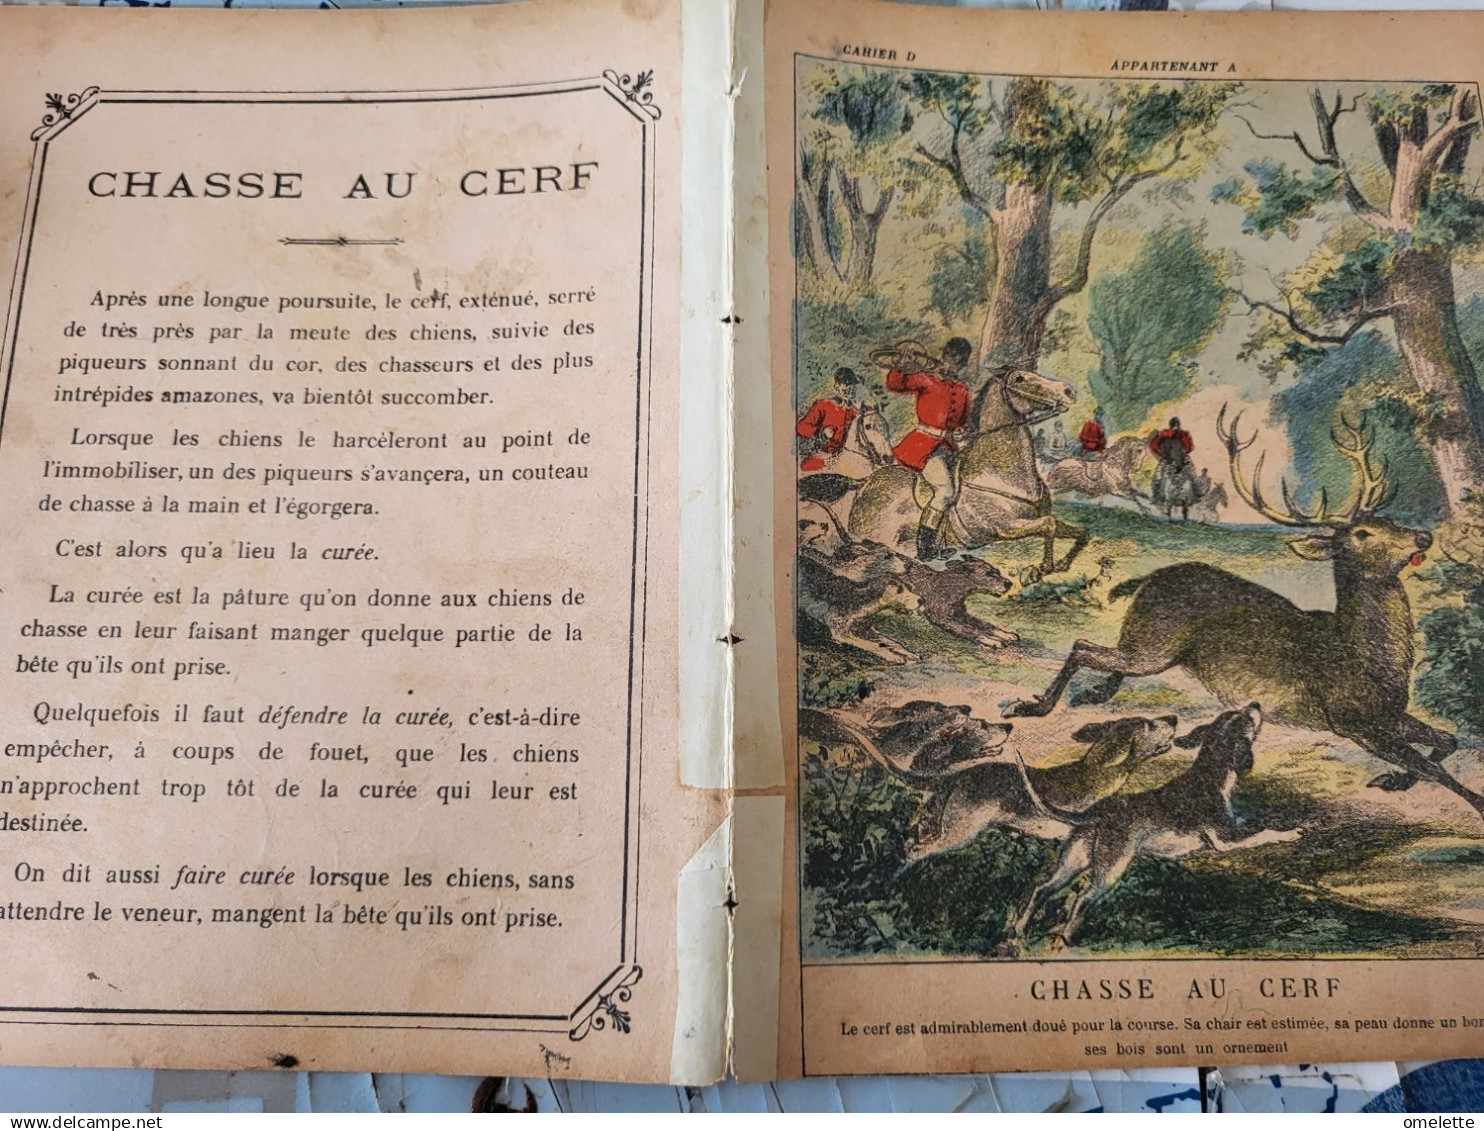 CHASSE AU CERF
Après une longue poursuite, le cerf, exténué, serré
de très près par la meute des chiens, suivie des
piqueurs sonnant du cor, des chasseurs et des plus
intrépides amazones, va bientôt succomber.
Lorsque les chiens le harcèleront au point de
l'immobiliser, un des piqueurs s'avançera, un couteau
de chasse à la main et l'égorgera.
C'est alors qu'a lieu la curée.
La curée est la pâture qu'on donne aux chiens de
chasse en leur faisant manger quelque partie de la
bête qu'ils ont prise.
Quelquefois il faut défendre la curée, c'est-à-dire
empêcher, à coups de fouet, que les chiens
n'approchent trop tôt de la curée qui leur est
destinée.
On dit aussi faire curée lorsque les chiens, sans
attendre le veneur, mangent la bête qu'ils ont prise.
CAHIER D
APPARTENANT A
CHASSE AU CERF
Le cerf est admirablement doué pour la course. Sa chair est estimée, sa peau donne un bon
ses bois sont un ornement
www.delcampe.net
omelette